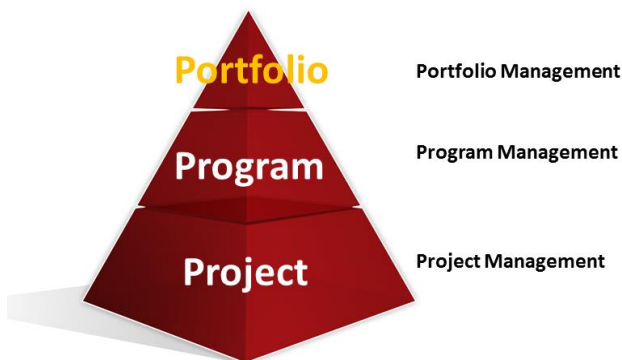 Portfolio
Portfolio Management
Program
Program Management
Project
Project Management